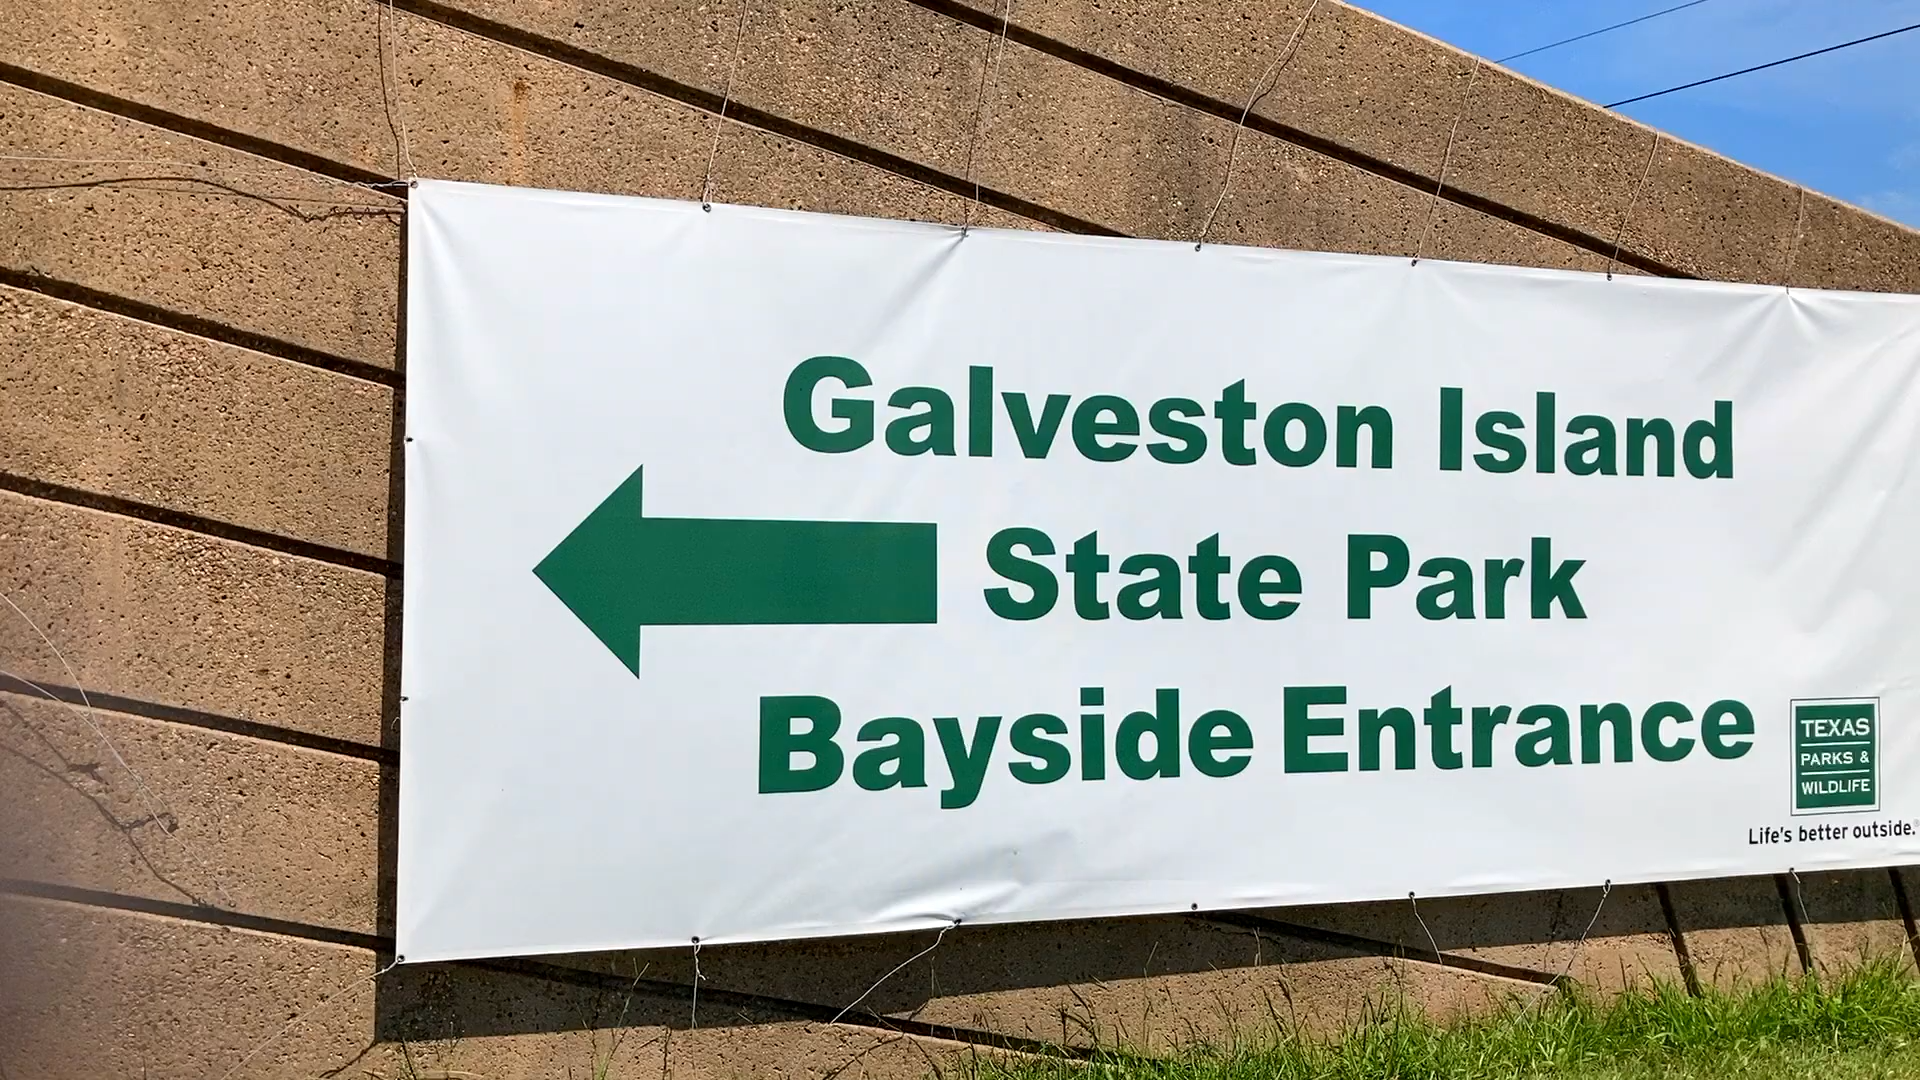 Galveston Island
State Park
Bayside Entrance
TEXAS
PARKS &
WILDLIFE
Life's better outside.